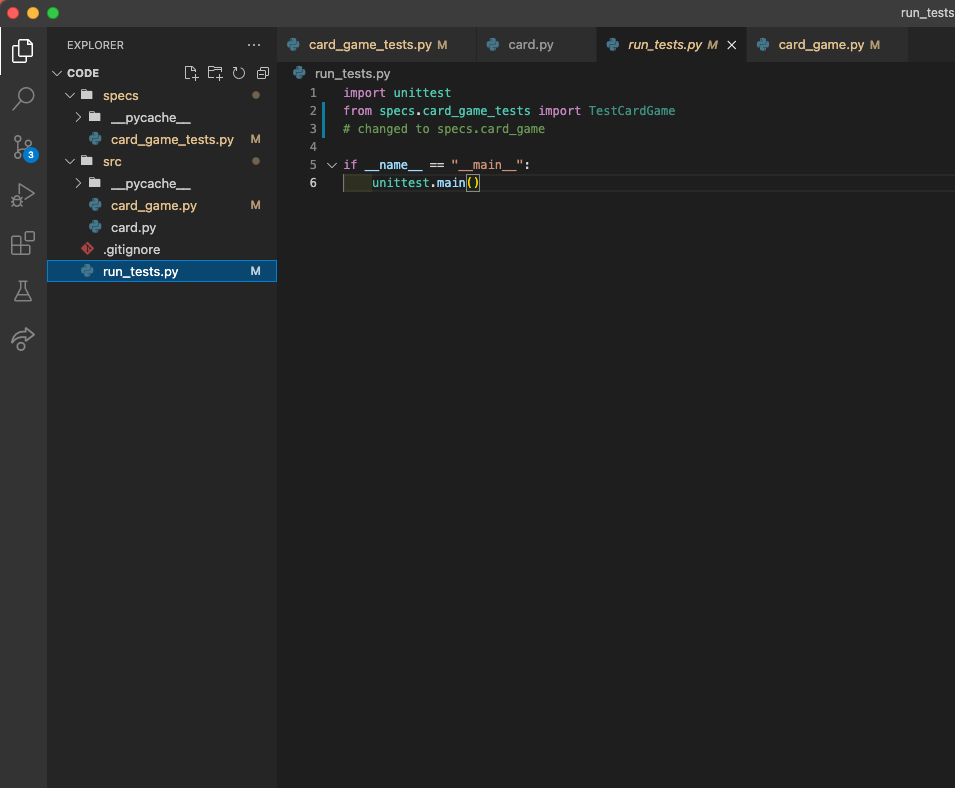 run_tests
EXPLORER
CODE
specs
__pycache__
card_game_tests.py M
src
__pycache__
card_game.py M
card.py
.gitignore
run_tests.py M
3
card_game_tests.py M card.py run_tests.py M card_game.py M
run_tests.py
1 import unittest
2 from specs.card_game_tests import TestCardGame
3 # changed to specs.card_game
4
5 if __name__ == "__main__":
6     unittest.main()